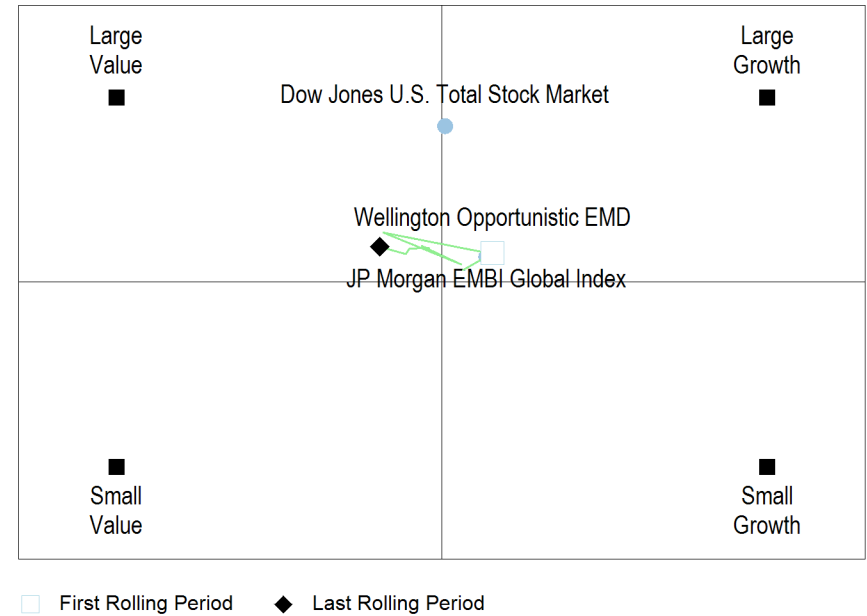 Large
Value
Large
Growth
Dow Jones U.S. Total Stock Market
Wellington Opportunistic EMD
JP Morgan EMBI Global Index
Small
Value
Small
Growth
First Rolling Period
Last Rolling Period